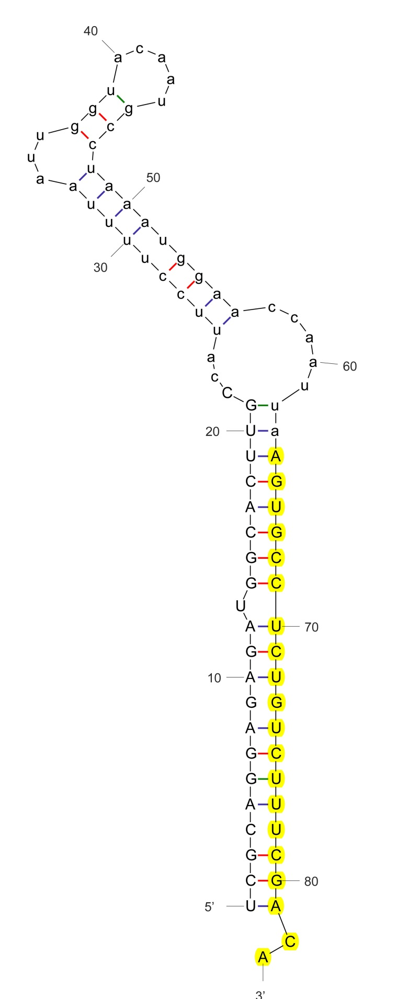 40
c
a a
a
u
u
g g
g c
u
c
u
u
50
a
a a
u a
u a
u u
u g
30
c g
c a
c
u a
c
u
a
a a 60
c
u
C
G u
20 U a
U A
C G
A U
C G
G C
G C
U
A U 70
G C
10 A U
G G
A U
G C
G U
A U
C U
G C
C G 80
5’ U A
C
A
3’